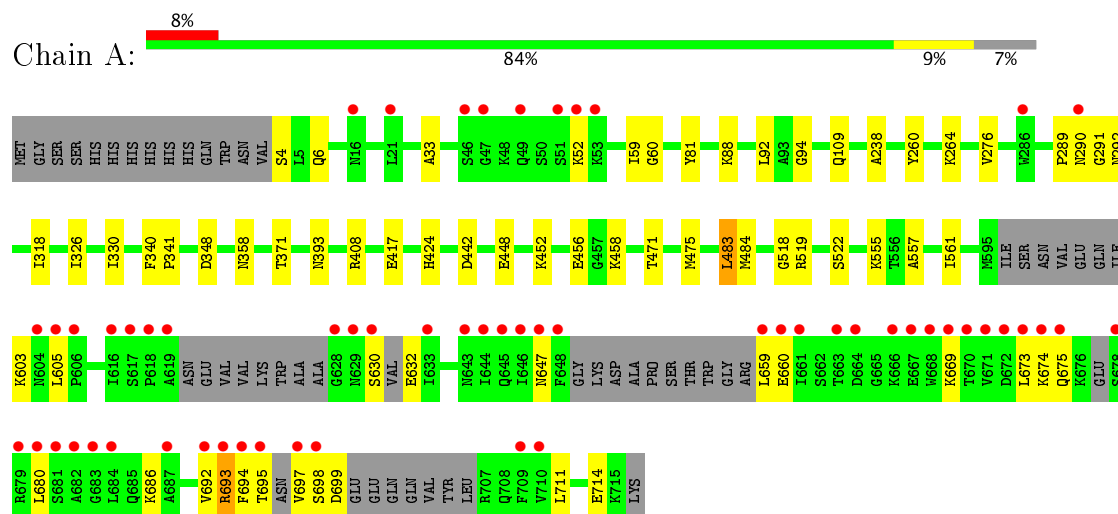 8%
Chain A:
84% 9% 7%
MET GLY SER SER HIS HIS HIS HIS HIS HIS GLN TRP ASN VAL S4 L5 Q6 N16 L21 A33 S46 G47 K48 Q49 S50 S51 K52 K53 I59 G60 Y81 K88 L92 A93 G94 Q109 A238 Y260 K264 V276 W286 P289 N290 G291 N292
I318 I326 I330 F340 P341 D348 N358 T371 N393 R408 E417 H424 D442 E448 K452 E456 G457 K458 T471 M475 L483 M484 G518 R519 S522 K555 T556 A557 I561 M595 ILE SER ASN VAL GLU GLN ILE
K603 N604 L605 P606 I616 S617 P618 A619 ASN GLU VAL VAL LYS TRP ALA ALA G628 N629 S630 VAL E632 I633 N643 I644 Q645 I646 N647 F648 GLY LYS ASP ALA PRO SER THR TRP GLY ARG L659 E660 I661 S662 T663 D664 G665 K666 E667 W668 K669 T670 V671 D672 L673 K674 Q675 K676 GLU S678
R679 L680 S681 A682 G683 L684 Q685 K686 A687 V692 R693 F694 T695 ASN V697 S698 D699 GLU GLU GLN GLN VAL TYR LEU R707 Q708 F709 V710 L711 E714 K715 LYS